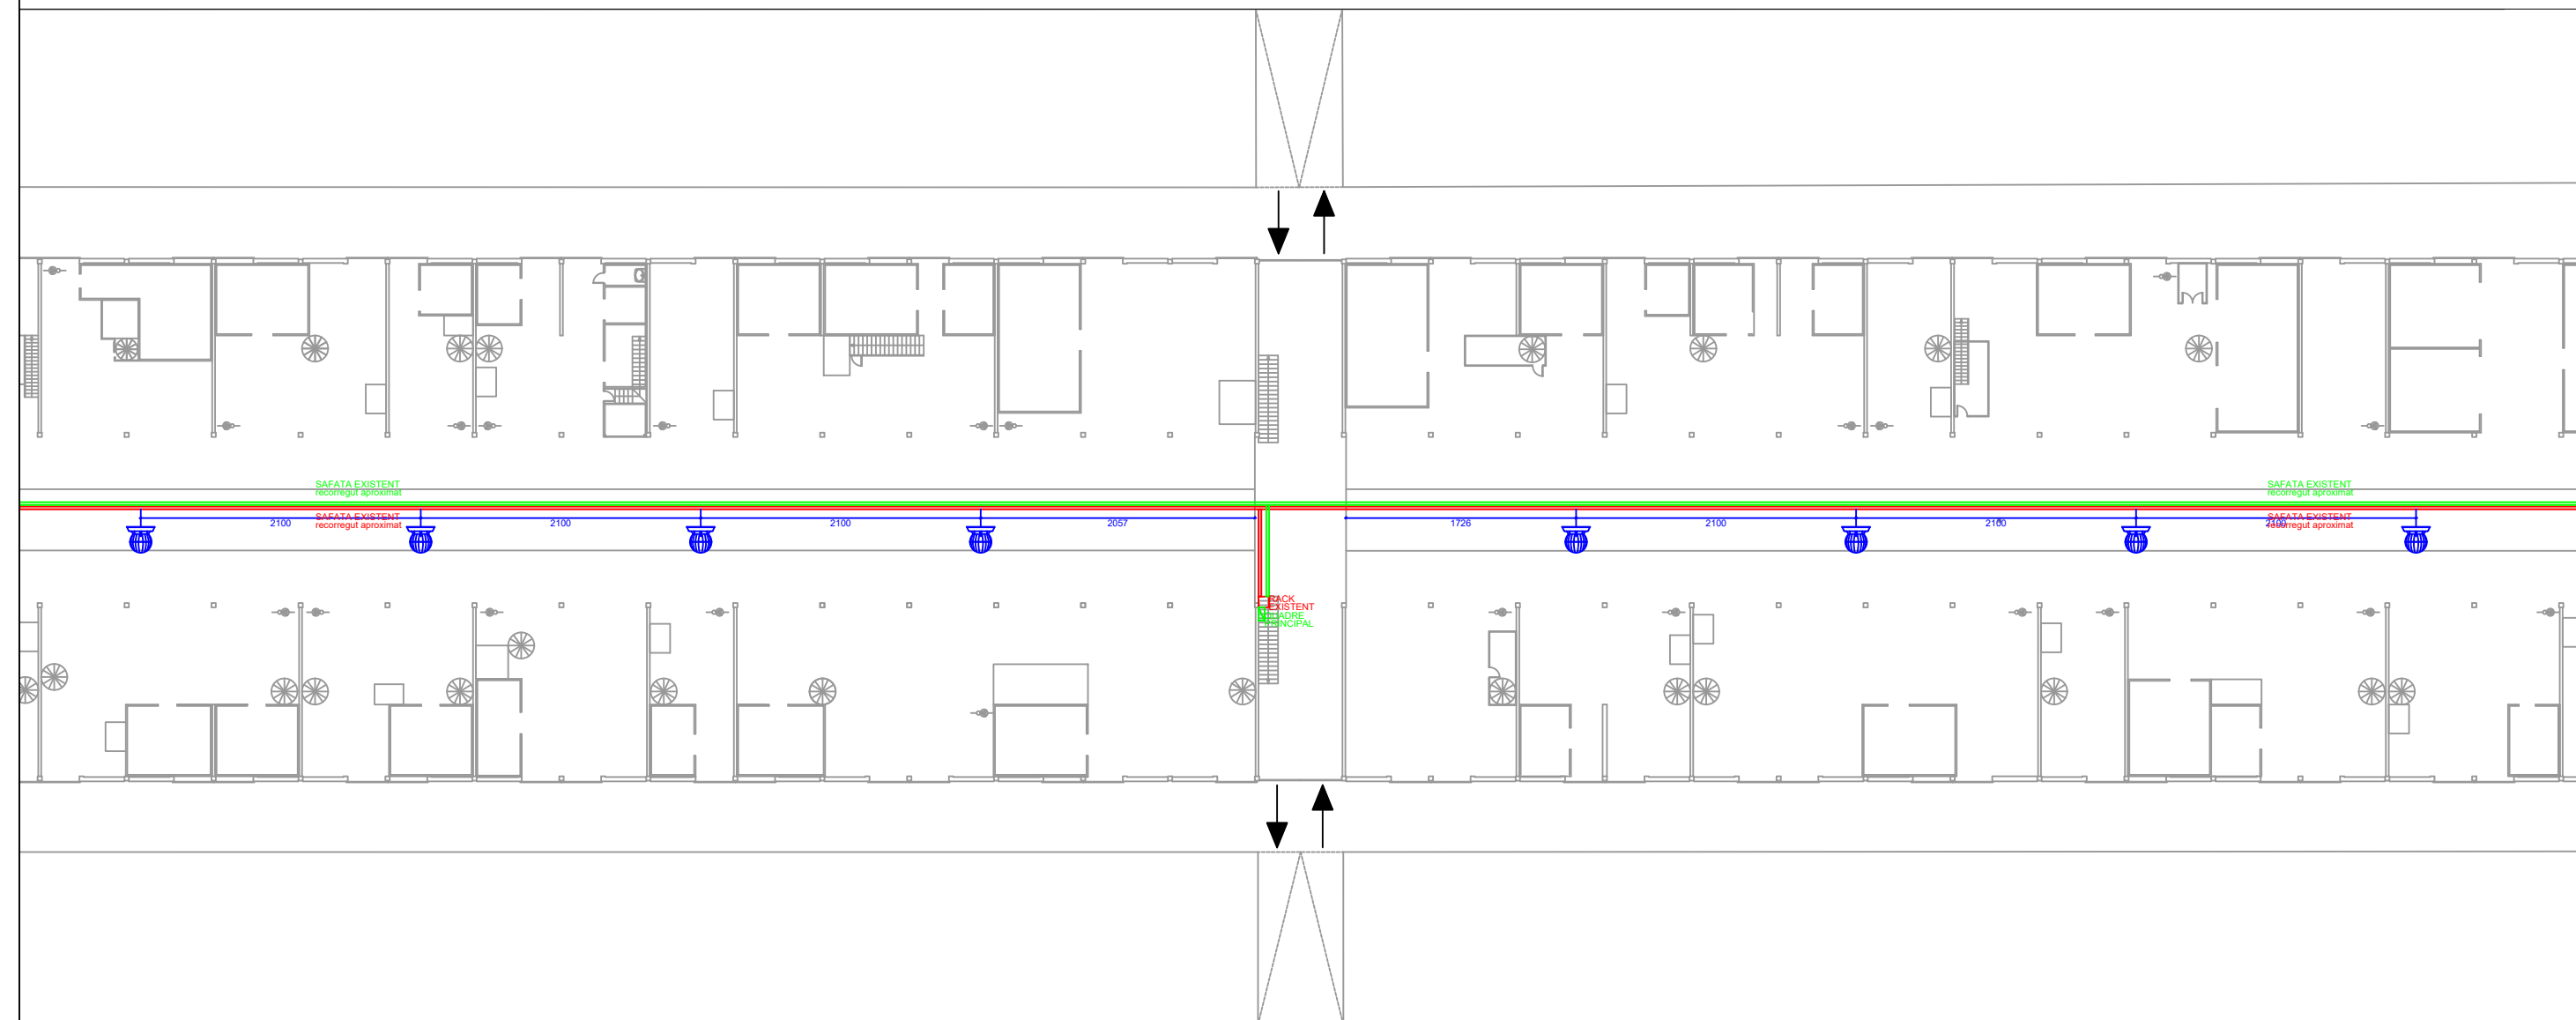 SAFATA EXISTENT
recorregut aproximat
SAFATA EXISTENT
recorregut aproximat
SAFATA EXISTENT
recorregut aproximat
2100
2100
2100
2057
1726
2100
2100
2100
SAFATA EXISTENT
recorregut aproximat
RACK
EXISTENT
QUADRE
PRINCIPAL